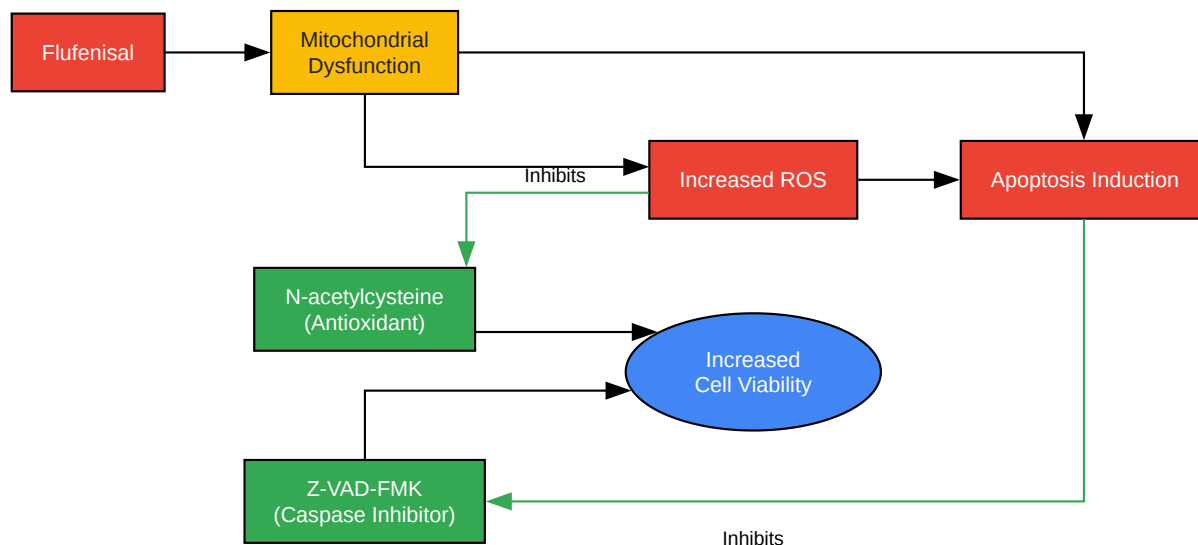 Flufenisal
Mitochondrial
Dysfunction
Inhibits
Increased ROS
Apoptosis Induction
N-acetylcysteine
(Antioxidant)
Increased
Cell Viability
Z-VAD-FMK
(Caspase Inhibitor)
Inhibits